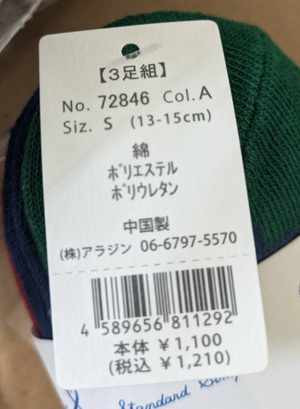 【3足組】
No. 72846 Col.A
Siz. S (13-15cm)
綿
ポリエステル
ポリウレタン
中国製
(株)アラジン 06-6797-5570
4 589656 811292
本体 ¥1,100
(税込 ¥1,210)
Standard